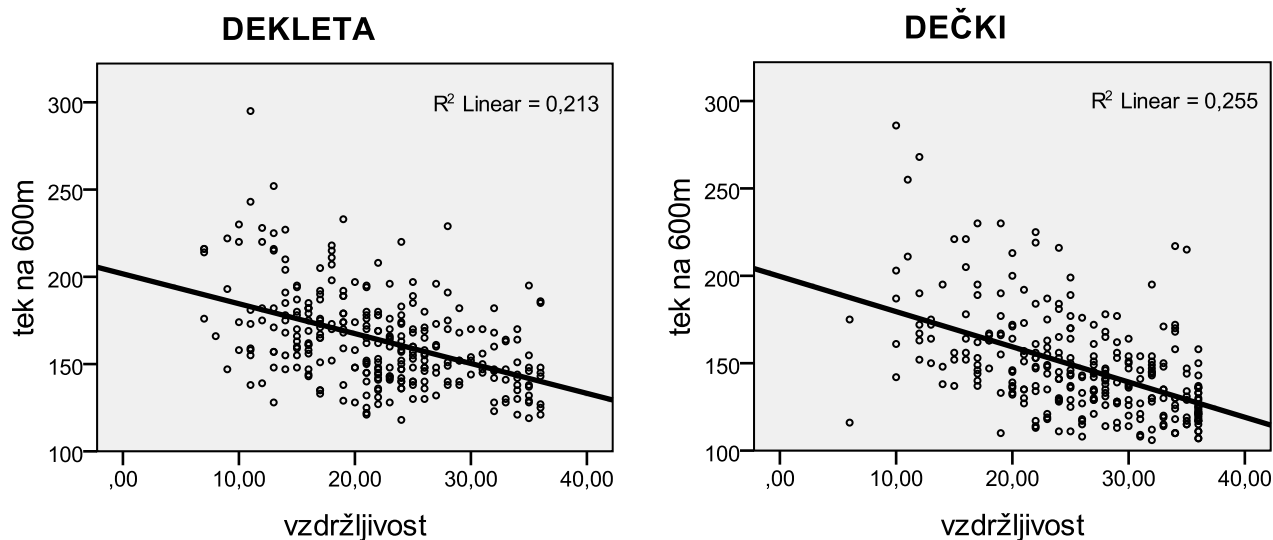 DEKLETA
R² Linear = 0,213
tek na 600m
300
250
200
150
100
,00
10,00
20,00
30,00
40,00
vzdržljivost
DEČKI
R² Linear = 0,255
tek na 600m
300
250
200
150
100
,00
10,00
20,00
30,00
40,00
vzdržljivost